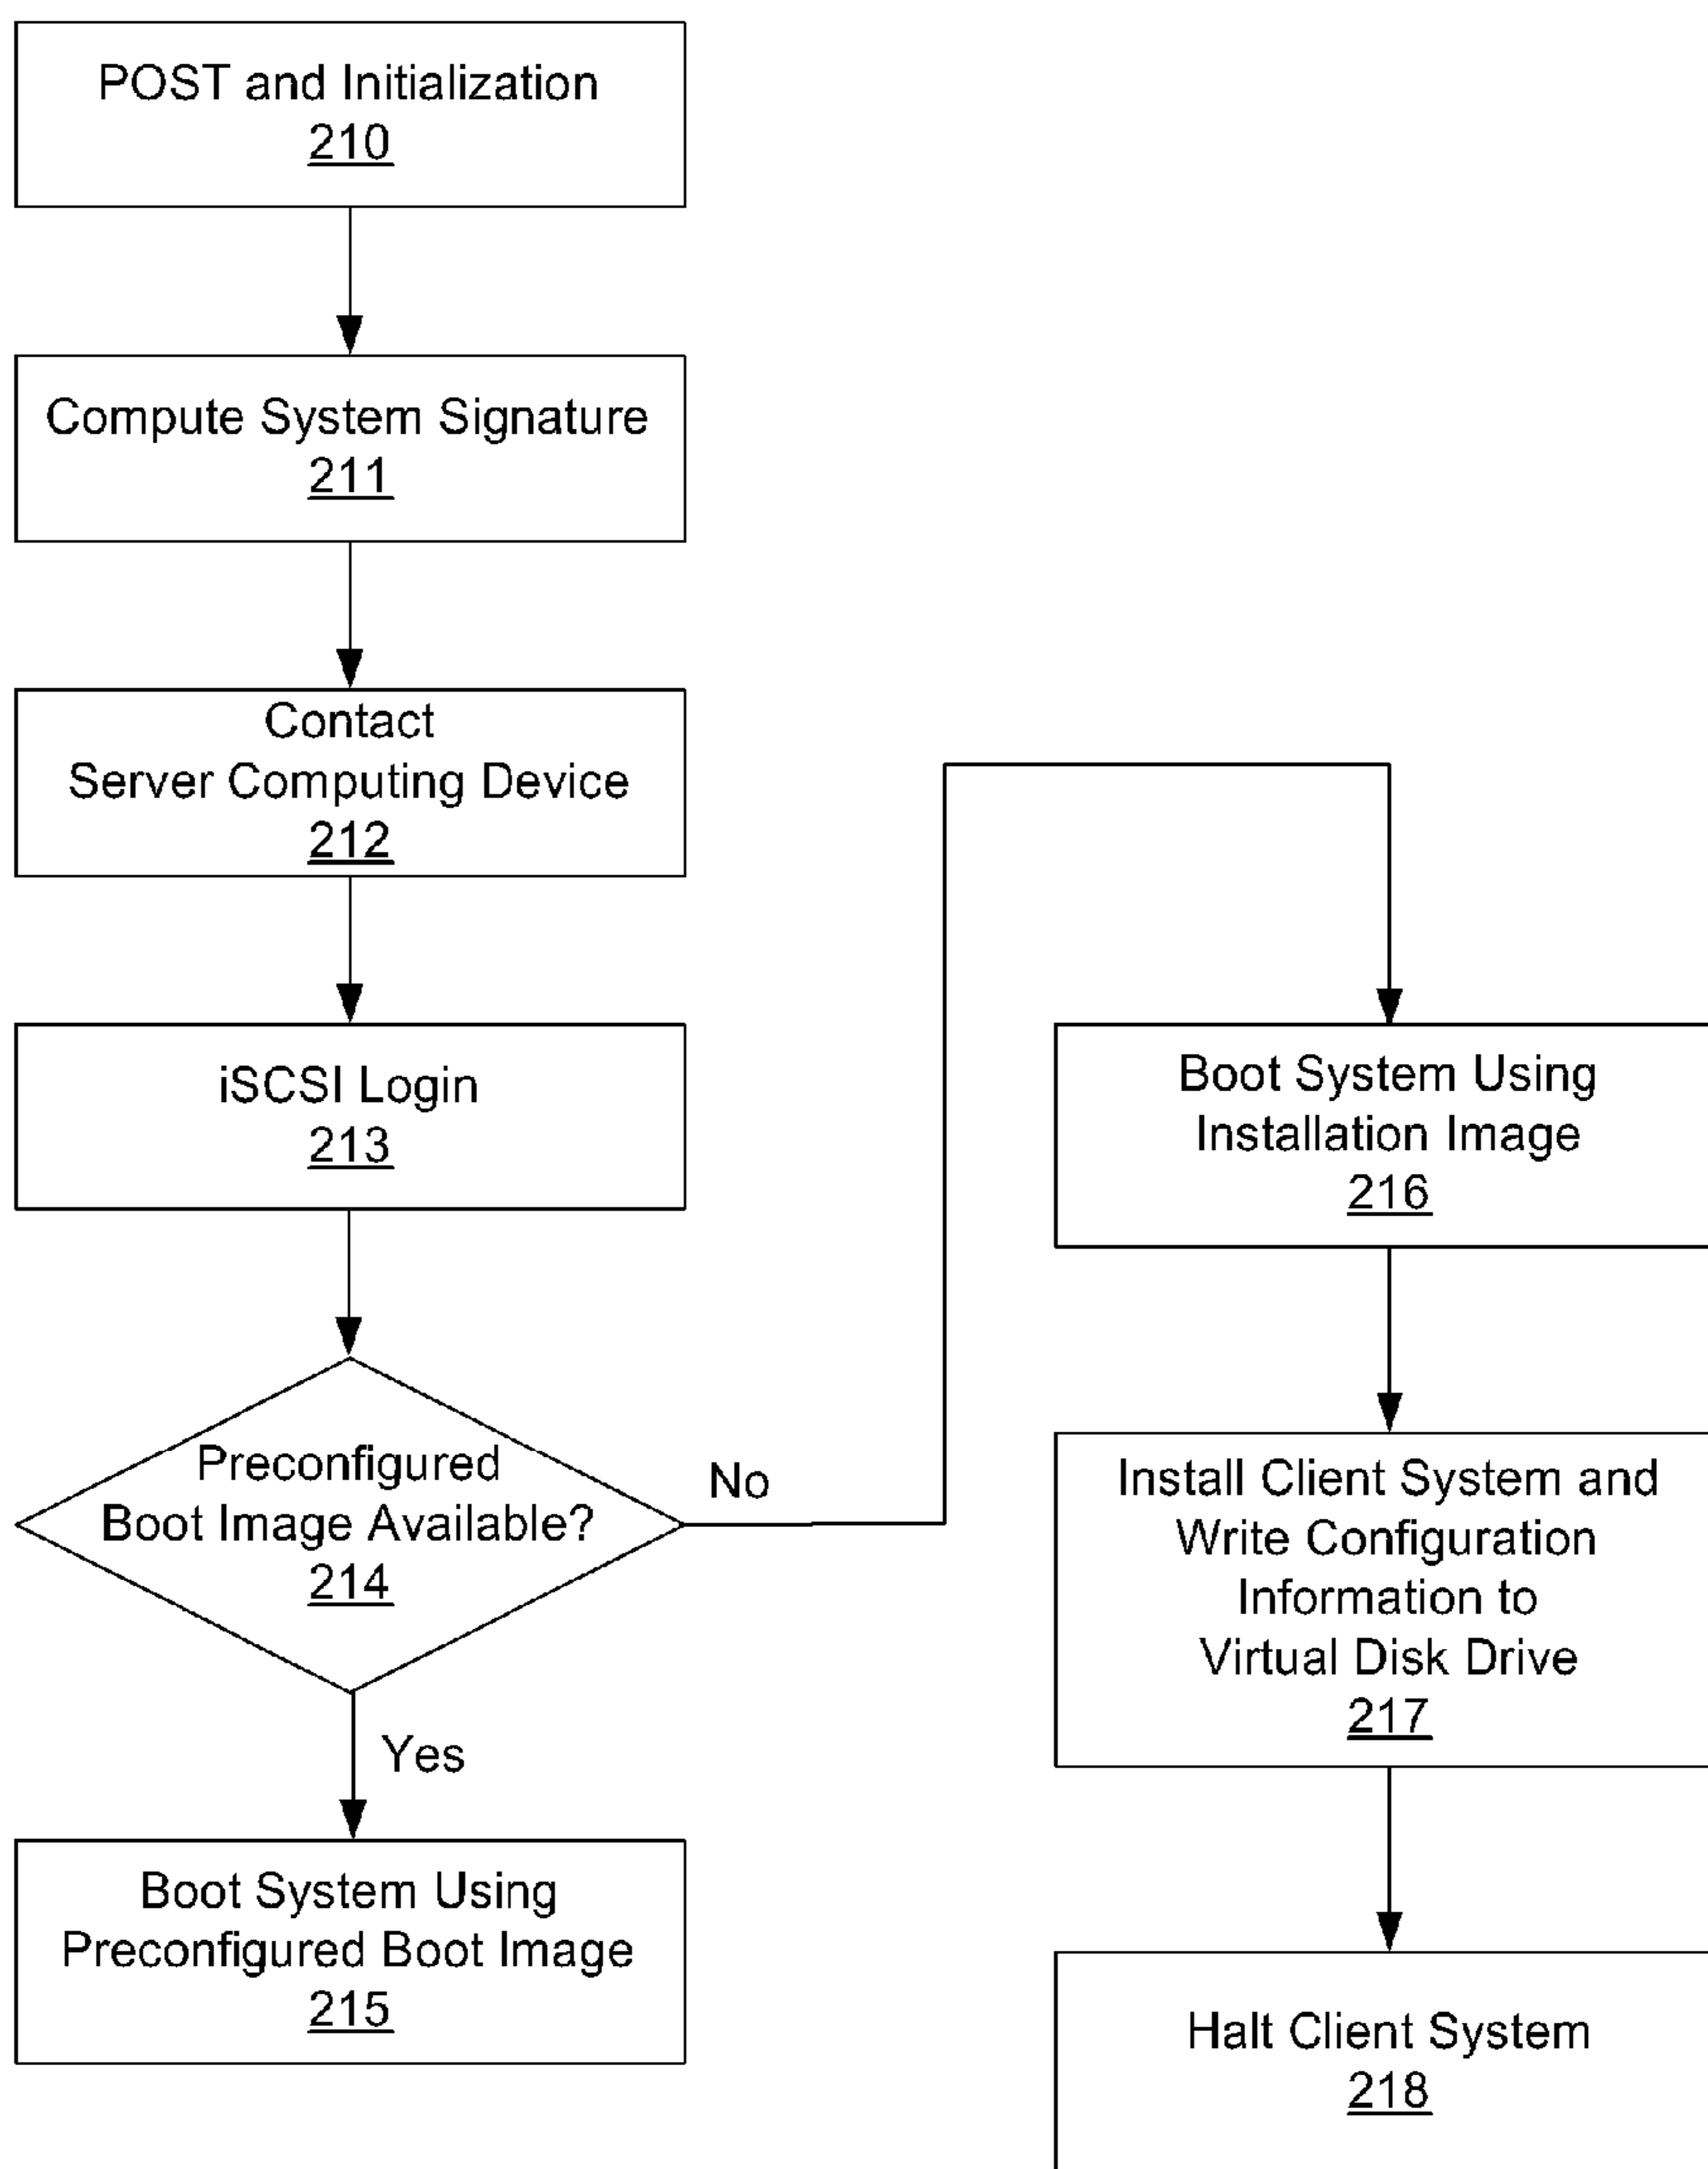 POST and Initialization
210
Compute System Signature
211
Contact
Server Computing Device
212
iSCSI Login
213
Preconfigured
Boot Image Available?
214
No
Yes
Boot System Using
Preconfigured Boot Image
215
Boot System Using
Installation Image
216
Install Client System and
Write Configuration
Information to
Virtual Disk Drive
217
Halt Client System
218